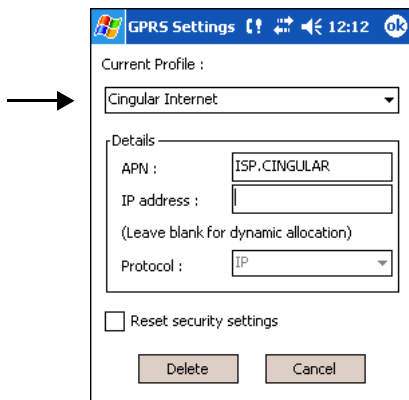 GPRS Settings 12:12 ok
Current Profile :
Cingular Internet
Details
APN : ISP.CINGULAR
IP address :
(Leave blank for dynamic allocation)
Protocol : IP
Reset security settings
Delete Cancel